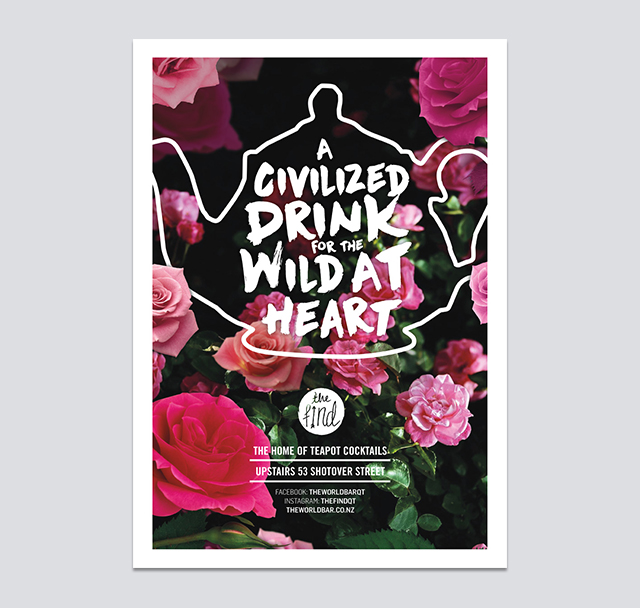 A
CIVILIZED
DRINK
FOR THE
WILD AT
HEART
the
find
THE HOME OF TEAPOT COCKTAILS
UPSTAIRS 53 SHOTOVER STREET
FACEBOOK: THEWORLDBARQT
INSTAGRAM: THEFINDQT
THEWORLDBAR.CO.NZ